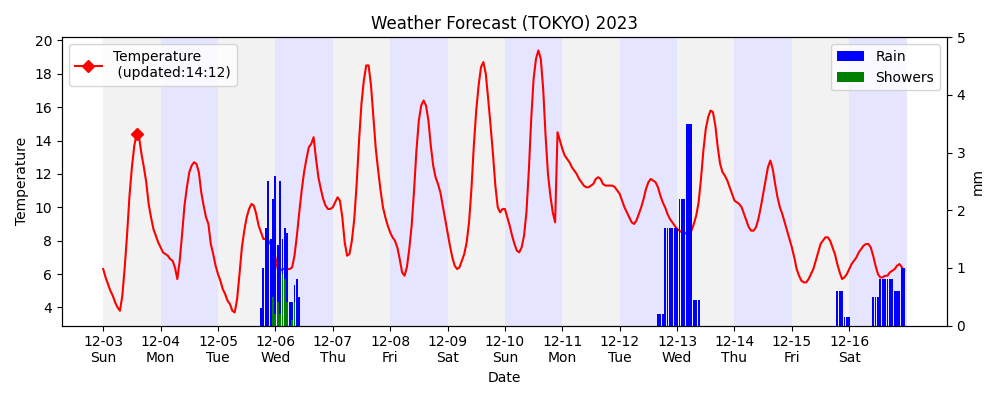 Weather Forecast (TOKYO) 2023
Temperature
(updated:14:12)
Rain
Showers
Temperature
20
18
16
14
12
10
8
6
4
5
4
3
2
1
0
mm
12-03 12-04 12-05 12-06 12-07 12-08 12-09 12-10 12-11 12-12 12-13 12-14 12-15 12-16
Sun Mon Tue Wed Thu Fri Sat Sun Mon Tue Wed Thu Fri Sat
Date